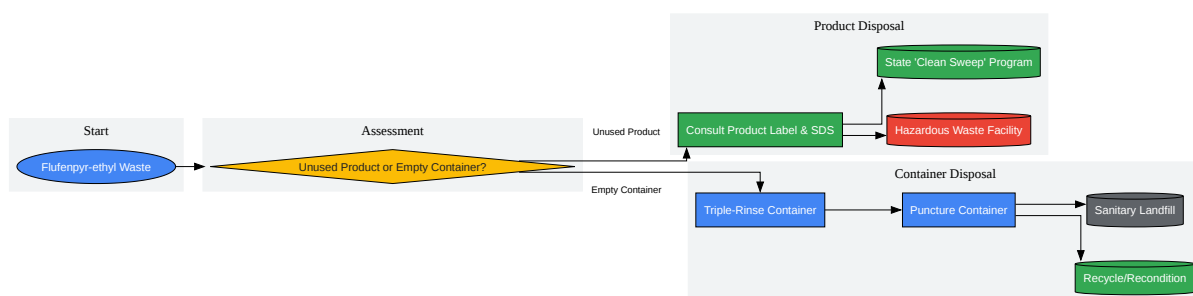 Start
Flufenpyr-ethyl Waste
Assessment
Unused Product or Empty Container?
Unused Product
Empty Container
Product Disposal
Consult Product Label & SDS
State 'Clean Sweep' Program
Hazardous Waste Facility
Container Disposal
Triple-Rinse Container
Puncture Container
Sanitary Landfill
Recycle/Recondition